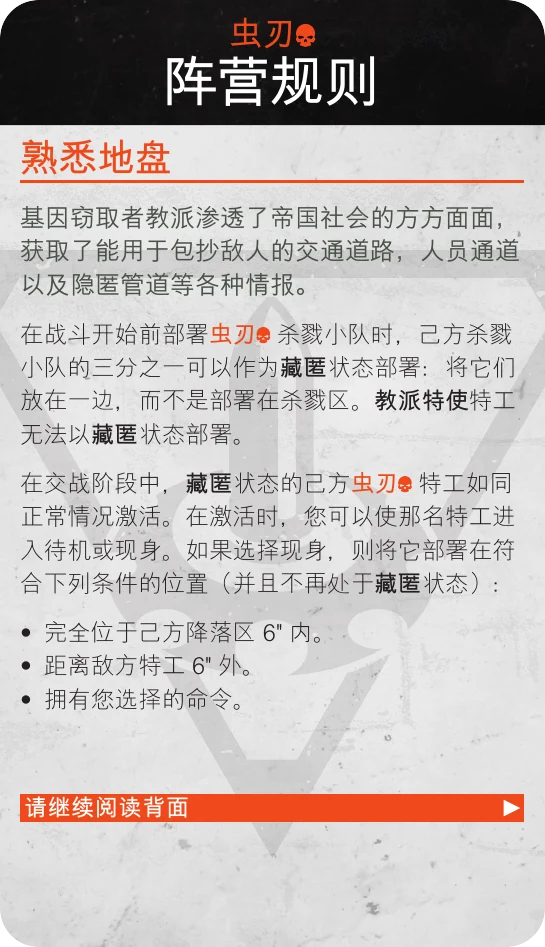 虫刃
阵营规则
熟悉地盘
基因窃取者教派渗透了帝国社会的方方面面，
获取了能用于包抄敌人的交通道路，人员通道
以及隐匿管道等各种情报。
在战斗开始前部署虫刃 杀戮小队时，己方杀戮
小队的三分之一可以作为藏匿状态部署：将它们
放在一边，而不是部署在杀戮区。教派特使特工
无法以藏匿状态部署。
在交战阶段中，藏匿状态的己方虫刃 特工如同
正常情况激活。在激活时，您可以使那名特工进
入待机或现身。如果选择现身，则将它部署在符
合下列条件的位置（并且不再处于藏匿状态）：
• 完全位于己方降落区 6" 内。
• 距离敌方特工 6" 外。
• 拥有您选择的命令。
请继续阅读背面